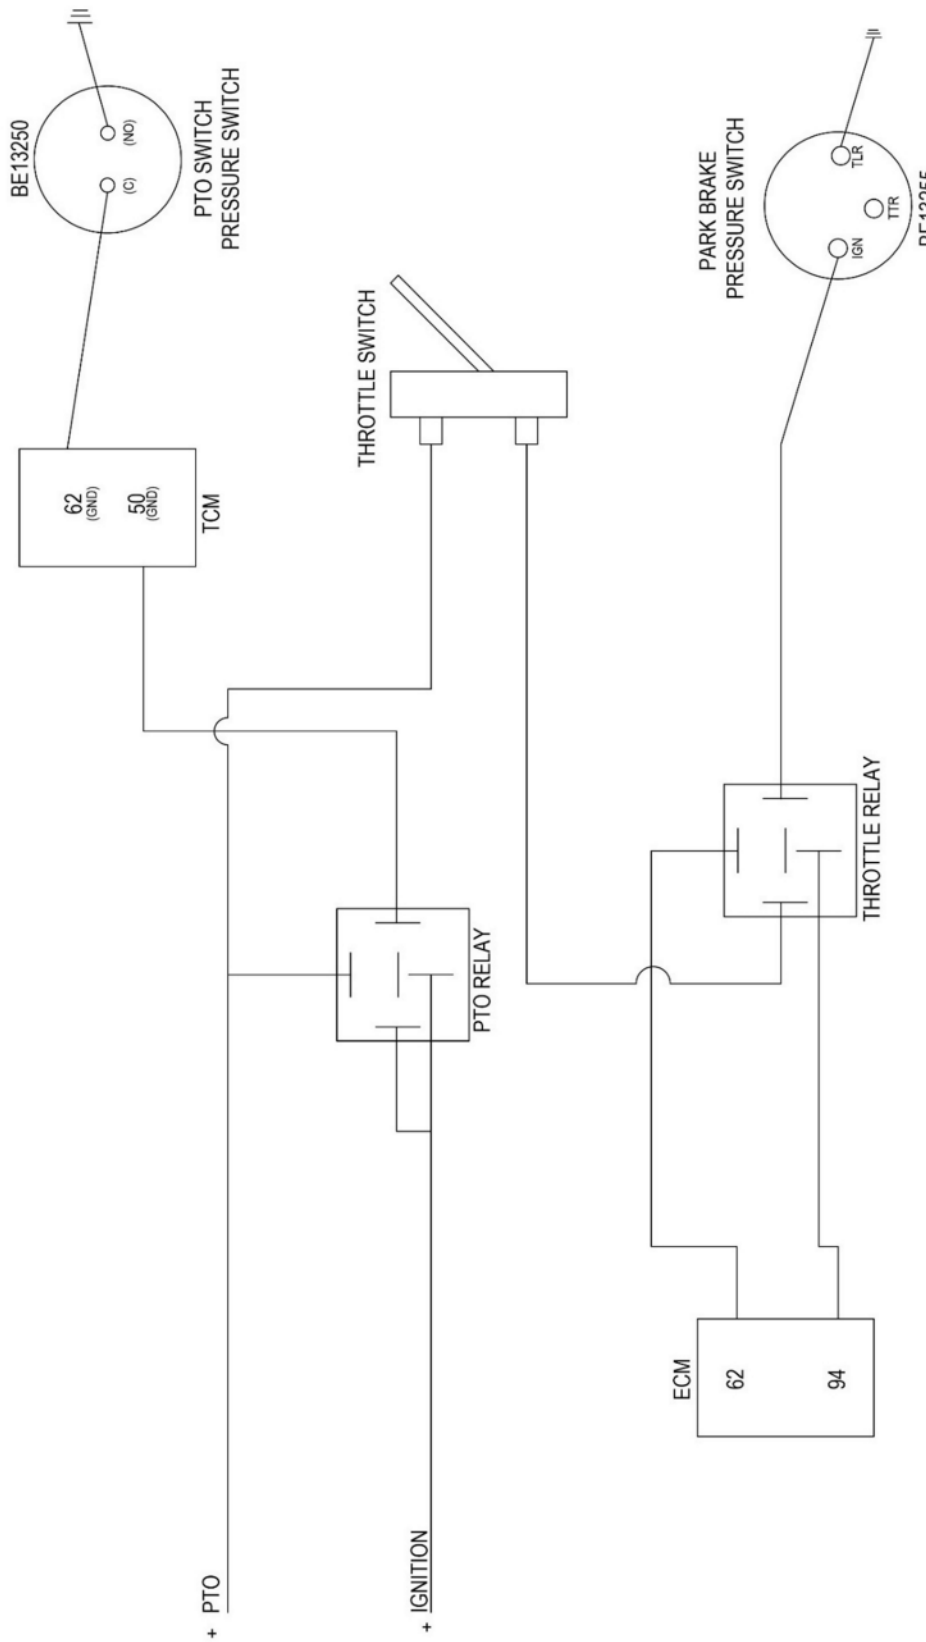 BE13250
(C)
(NO)
PTO SWITCH
PRESSURE SWITCH
62
(GND)
50
(GND)
TCM
THROTTLE SWITCH
PARK BRAKE
PRESSURE SWITCH
IGN
TTR
TLR
PTO RELAY
THROTTLE RELAY
+ PTO
+ IGNITION
ECM
62
94